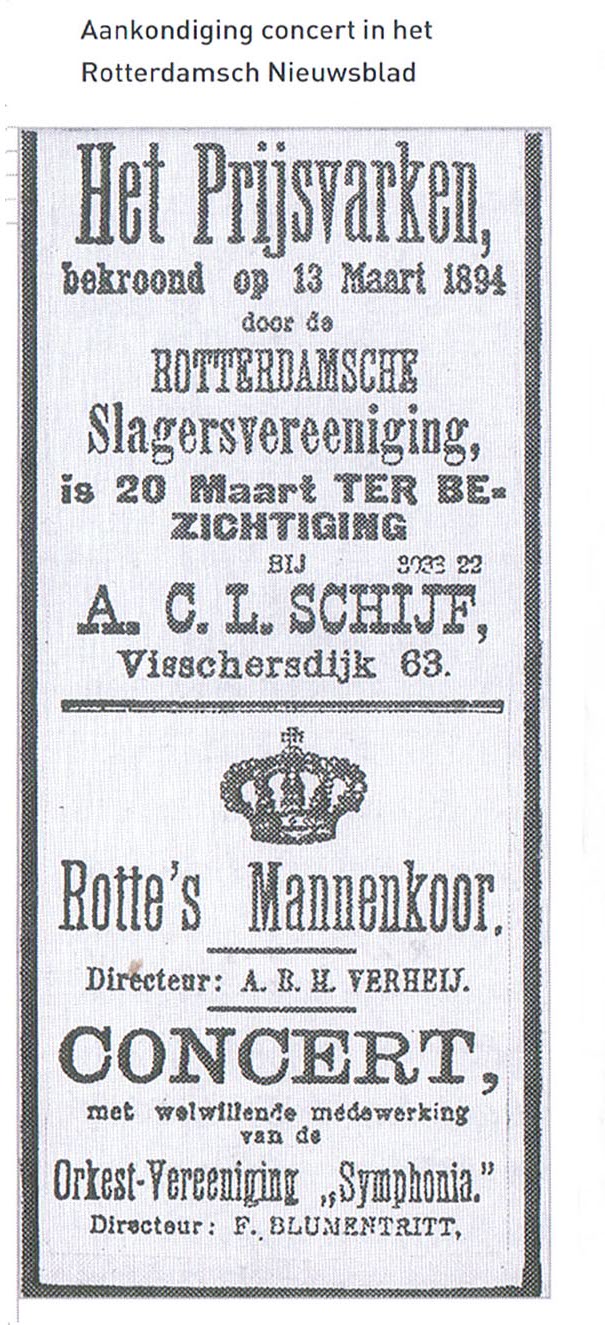 Aankondiging concert in het
Rotterdamsch Nieuwsblad
Het Prijsvarken,
bekroond op 13 Maart 1894
door de
ROTTERDAMSCHE
Slagersvereeniging,
is 20 Maart TER BE-
ZICHTIGING
BIJ 22
A. C. L. SCHIJF,
Visschersdijk 63.
Rotte's Mannenkoor.
Directeur: A. B. H. VERHEIJ.
CONCERT,
met welwillende medewerking
van de
Orkest-Vereeniging „Symphonia.”
Directeur: F. BLUMENTRITT,